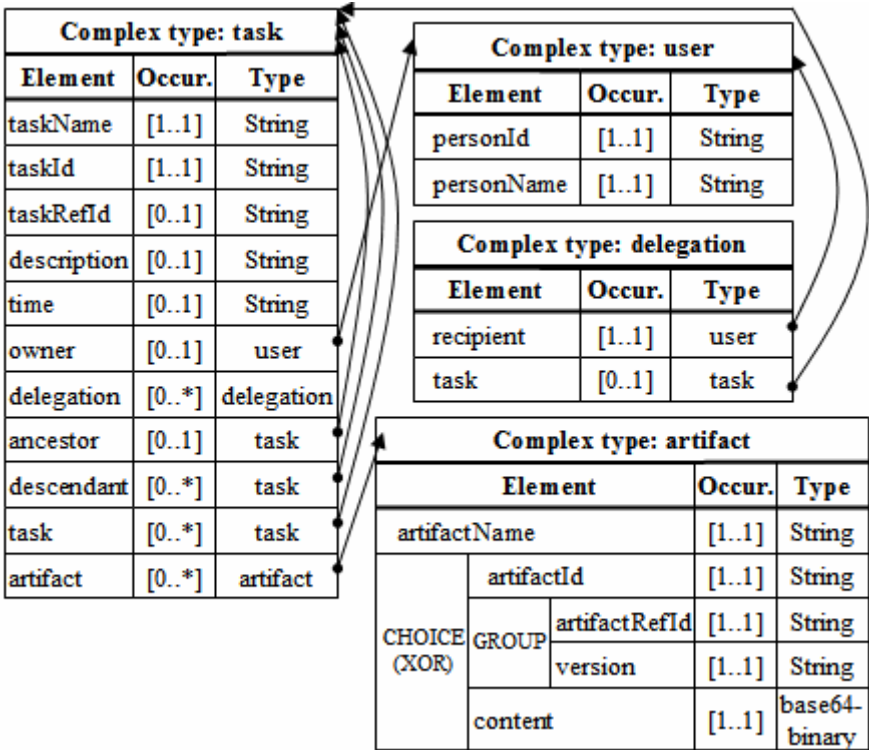 Complex type: task
Element Occur. Type
taskName [1..1] String
taskId [1..1] String
taskRefId [0..1] String
description [0..1] String
time [0..1] String
owner [0..1] user
delegation [0..*] delegation
ancestor [0..1] task
descendant [0..*] task
task [0..*] task
artifact [0..*] artifact
Complex type: user
Element Occur. Type
personId [1..1] String
personName [1..1] String
Complex type: delegation
Element Occur. Type
recipient [1..1] user
task [0..1] task
Complex type: artifact
Element Occur. Type
artifactName [1..1] String
CHOICE
(XOR)
artifactId [1..1] String
GROUP
artifactRefId [1..1] String
version [1..1] String
content [1..1] base64-
binary